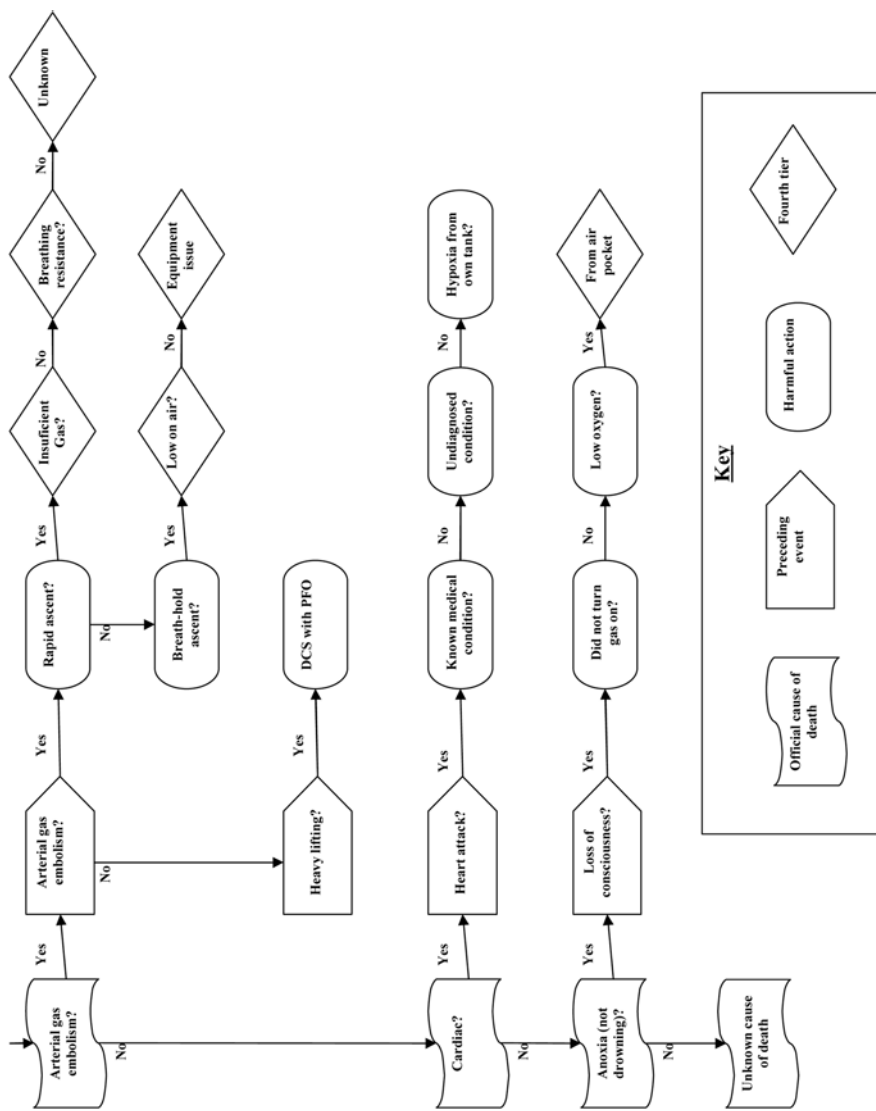 Arterial gas
embolism?
Yes
Arterial gas
embolism?
Yes
Rapid ascent?
Yes
Insuficient
Gas?
No
Breathing
resistance?
No
Unknown
No
Breath-hold
ascent?
Yes
Low on air?
No
Equipment
issue
No
Heavy lifting?
Yes
DCS with PFO
No
Cardiac?
Yes
Heart attack?
Yes
Known medical
condition?
No
Undiagnosed
condition?
No
Hypoxia from
own tank?
No
Anoxia (not
drowning)?
Yes
Loss of
consciousness?
Yes
Did not turn
gas on?
No
Low oxygen?
Yes
From air
pocket
No
Unknown cause
of death
Key
Official cause of
death
Preceding
event
Harmful action
Fourth tier